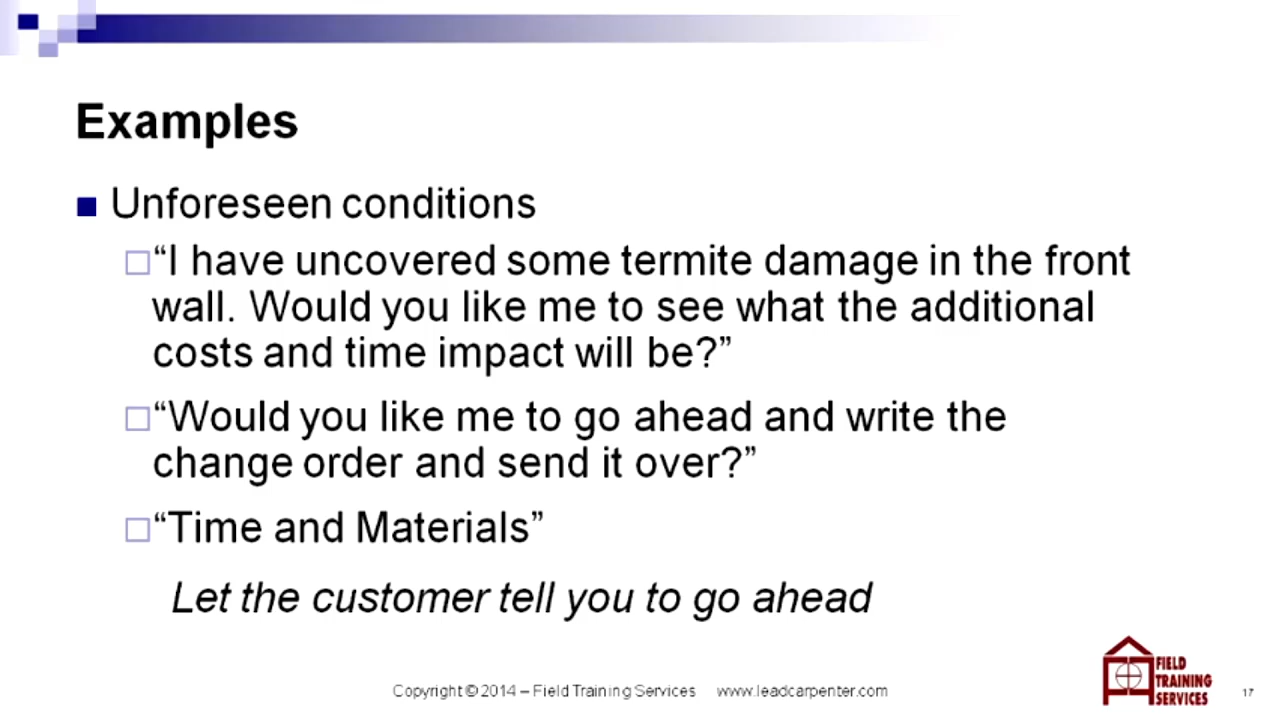 Examples
Unforeseen conditions
“I have uncovered some termite damage in the front
wall. Would you like me to see what the additional
costs and time impact will be?”
“Would you like me to go ahead and write the
change order and send it over?”
“Time and Materials”
Let the customer tell you to go ahead
FIELD
TRAINING
SERVICES
Copyright © 2014 – Field Training Services www.leadcarpenter.com
17